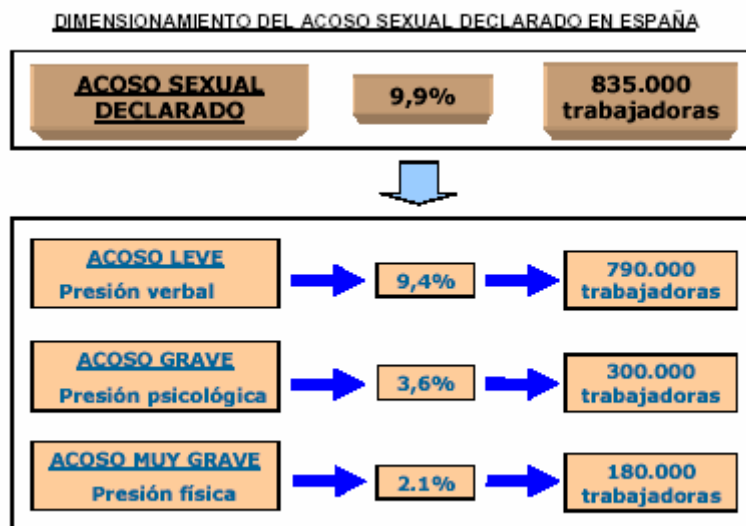 DIMENSIONAMIENTO DEL ACOSO SEXUAL DECLARADO EN ESPAÑA
ACOSO SEXUAL
DECLARADO
9,9%
835.000
trabajadoras
ACOSO LEVE
Presión verbal
9,4%
790.000
trabajadoras
ACOSO GRAVE
Presión psicológica
3,6%
300.000
trabajadoras
ACOSO MUY GRAVE
Presión física
2.1%
180.000
trabajadoras